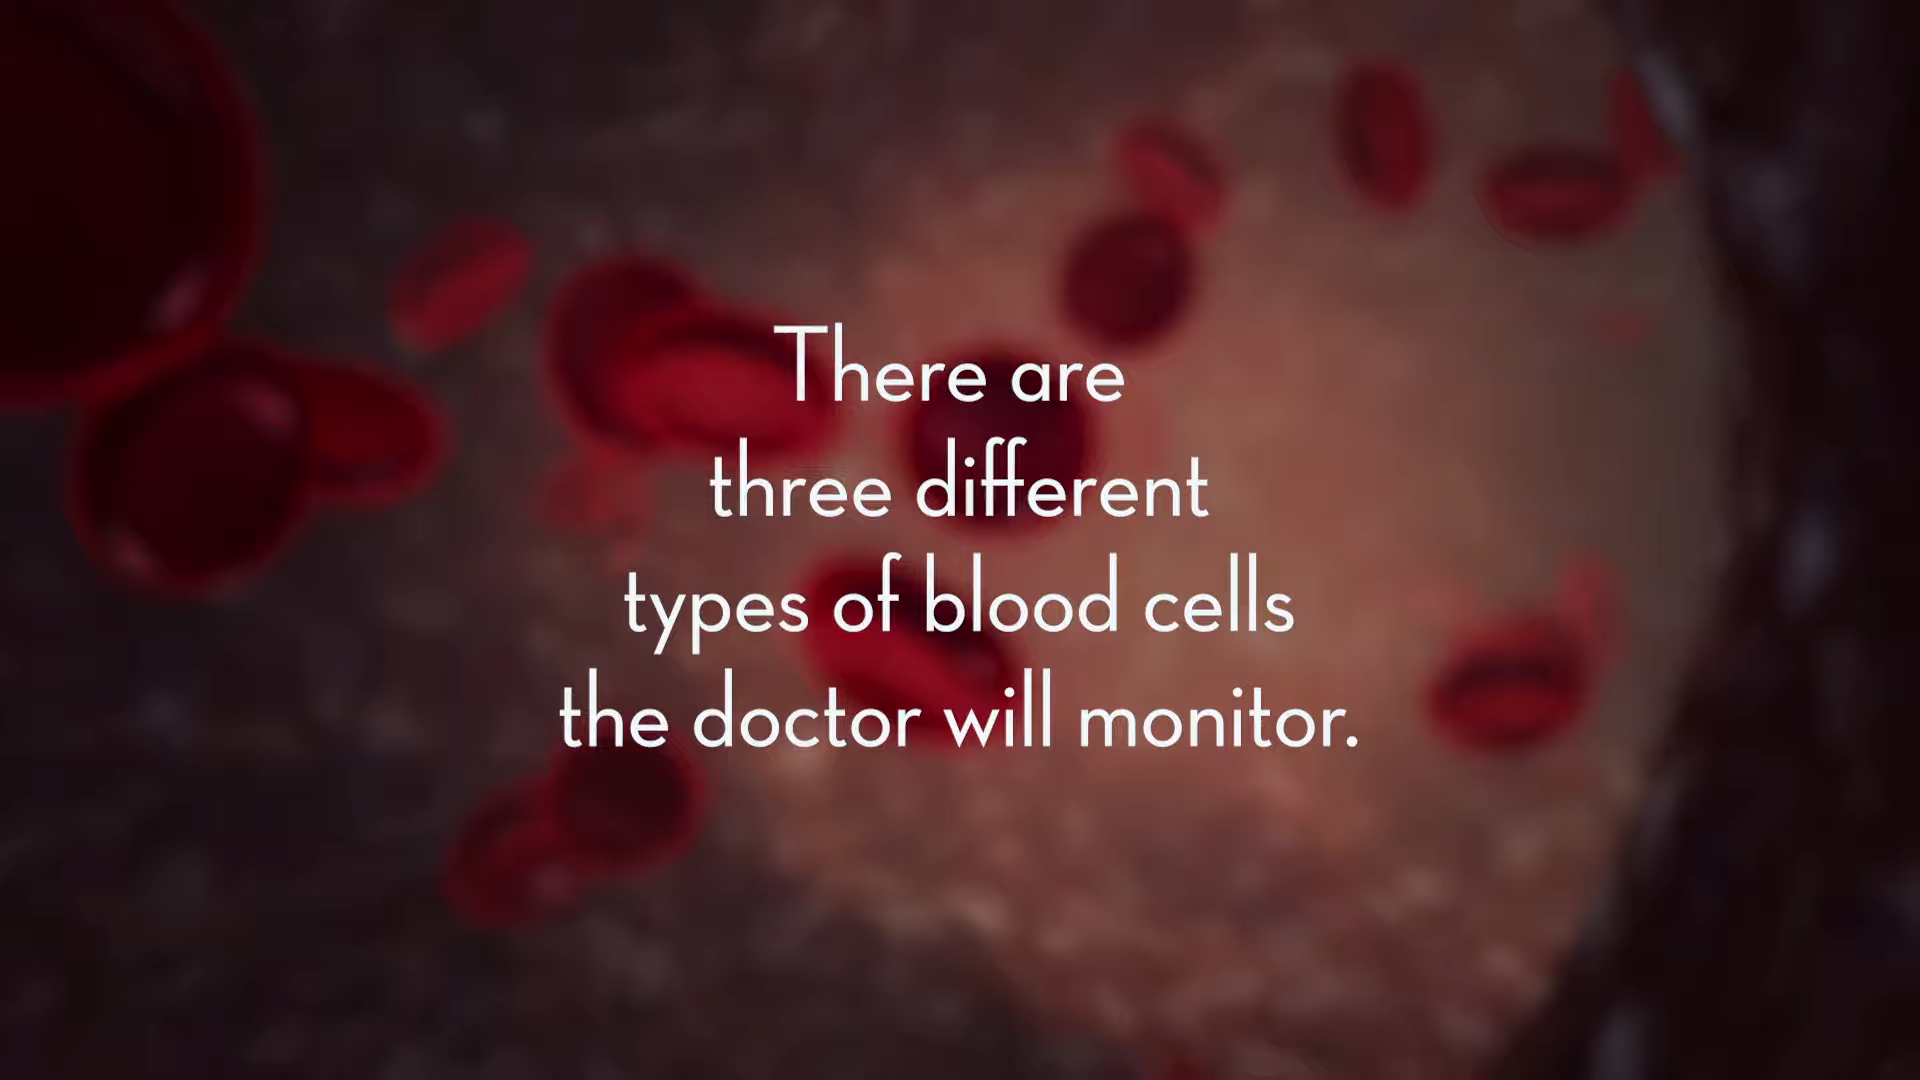 There are
three different
types of blood cells
the doctor will monitor.